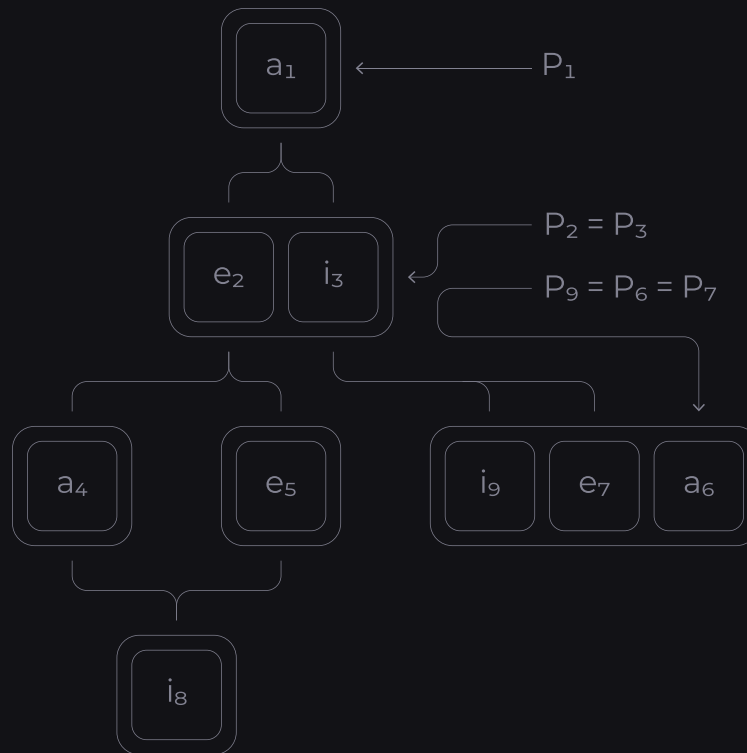 a₁
P₁
P₂ = P₃
e₂ i₃
P₉ = P₆ = P₇
a₄ e₅ i₉ e₇ a₆
i₈